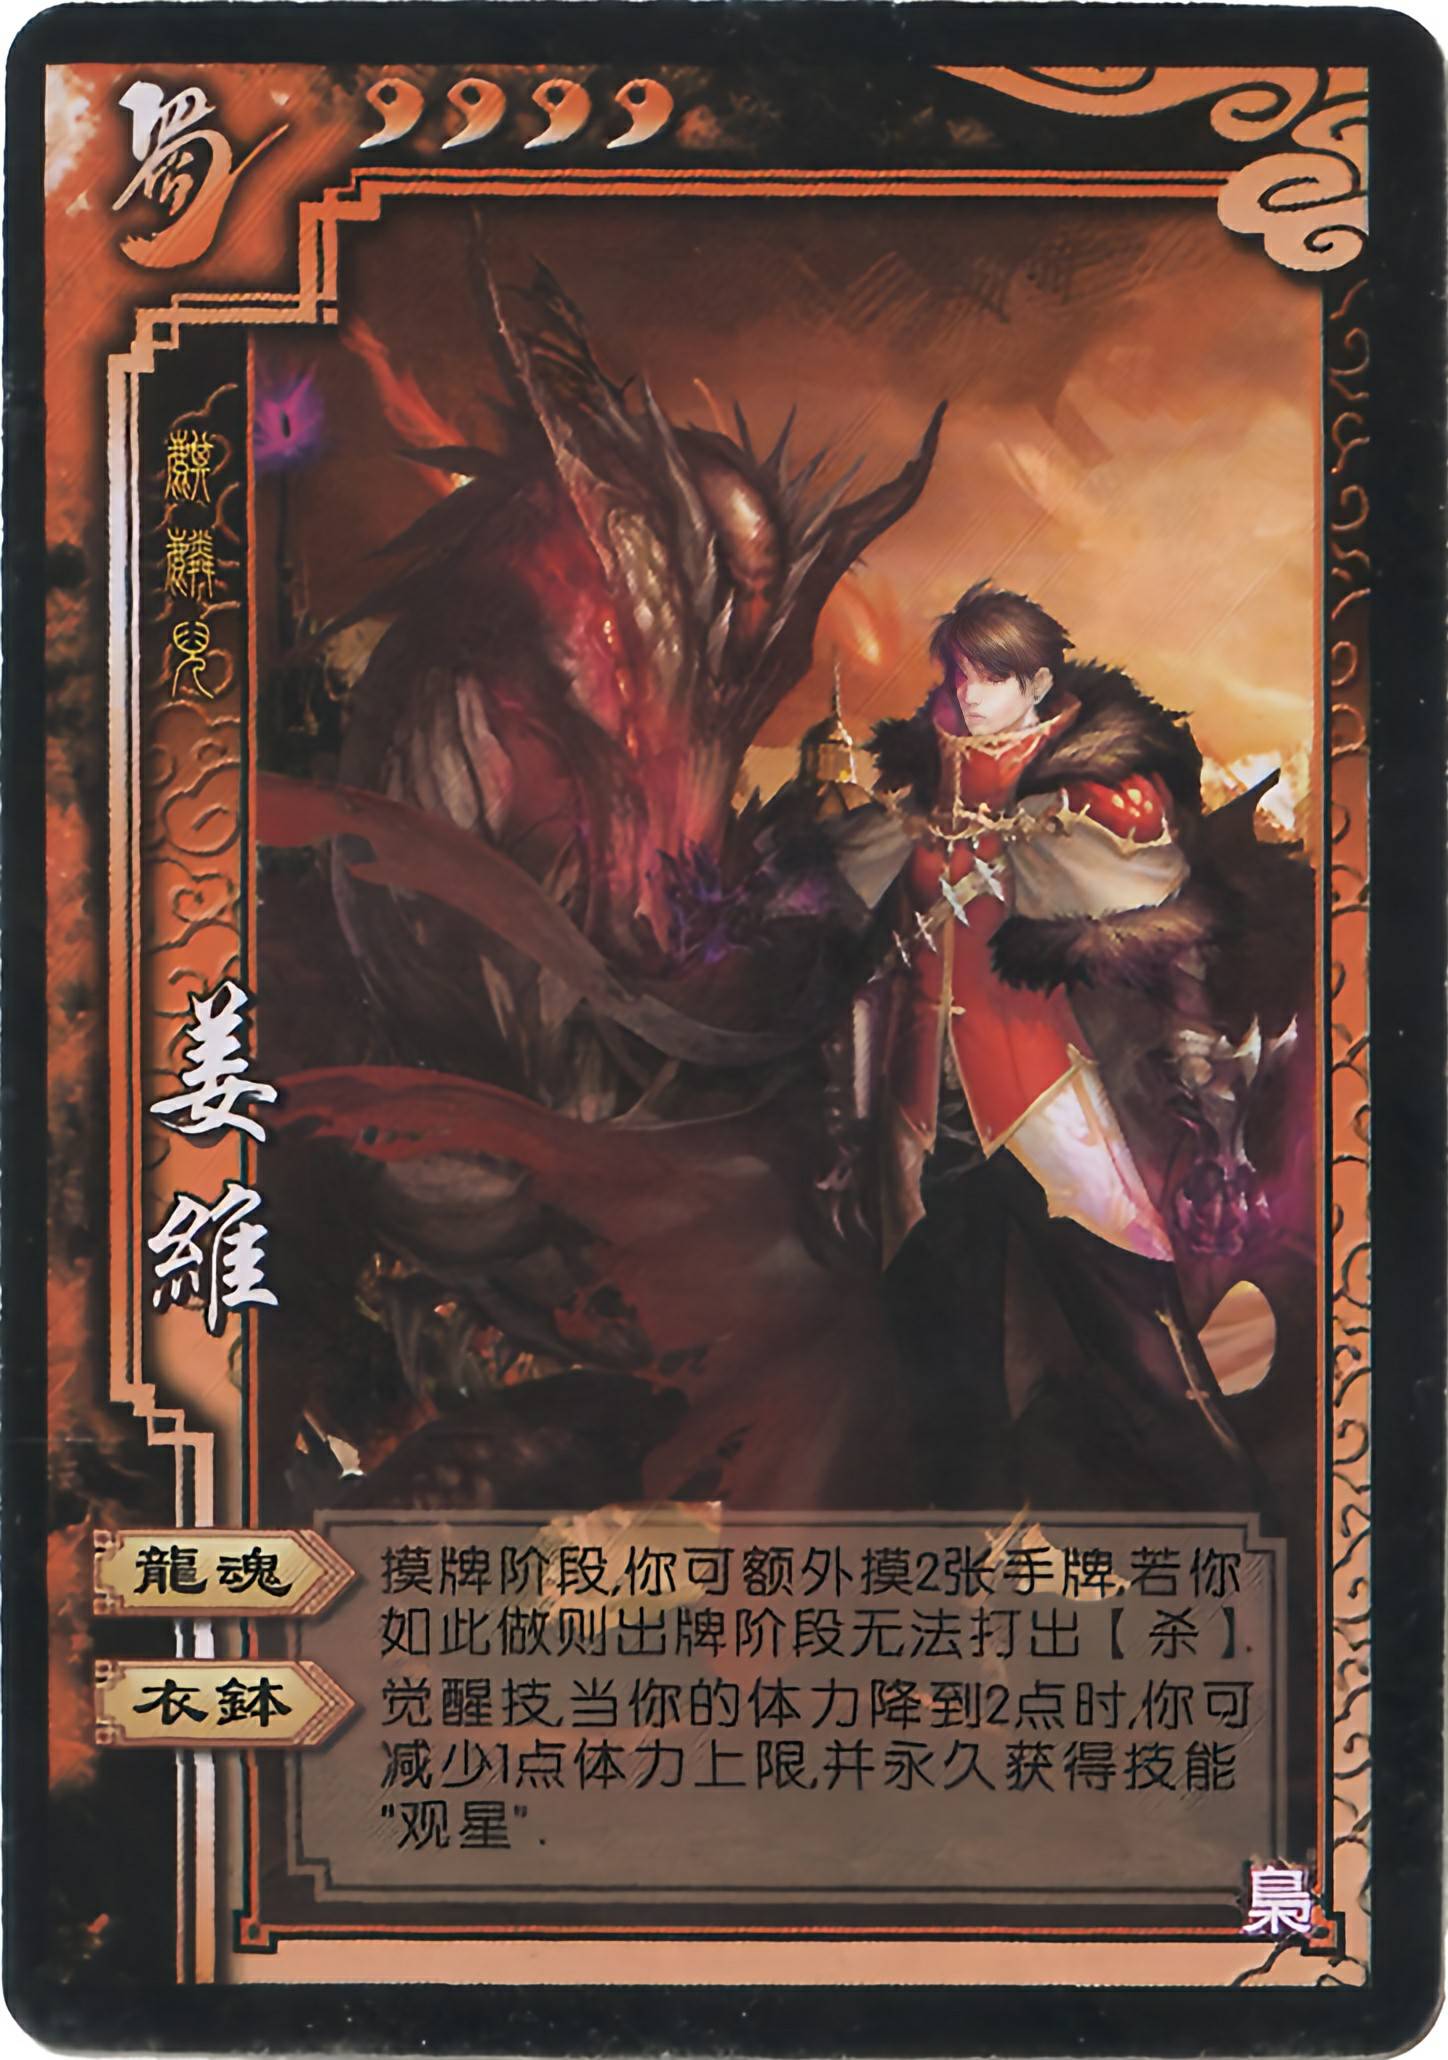 蜀
麒麟兒
姜維
龍魂
摸牌阶段,你可额外摸2张手牌,若你
如此做则出牌阶段无法打出【杀】.
衣鉢
觉醒技,当你的体力降到2点时,你可
减少1点体力上限,并永久获得技能
"观星".
梟